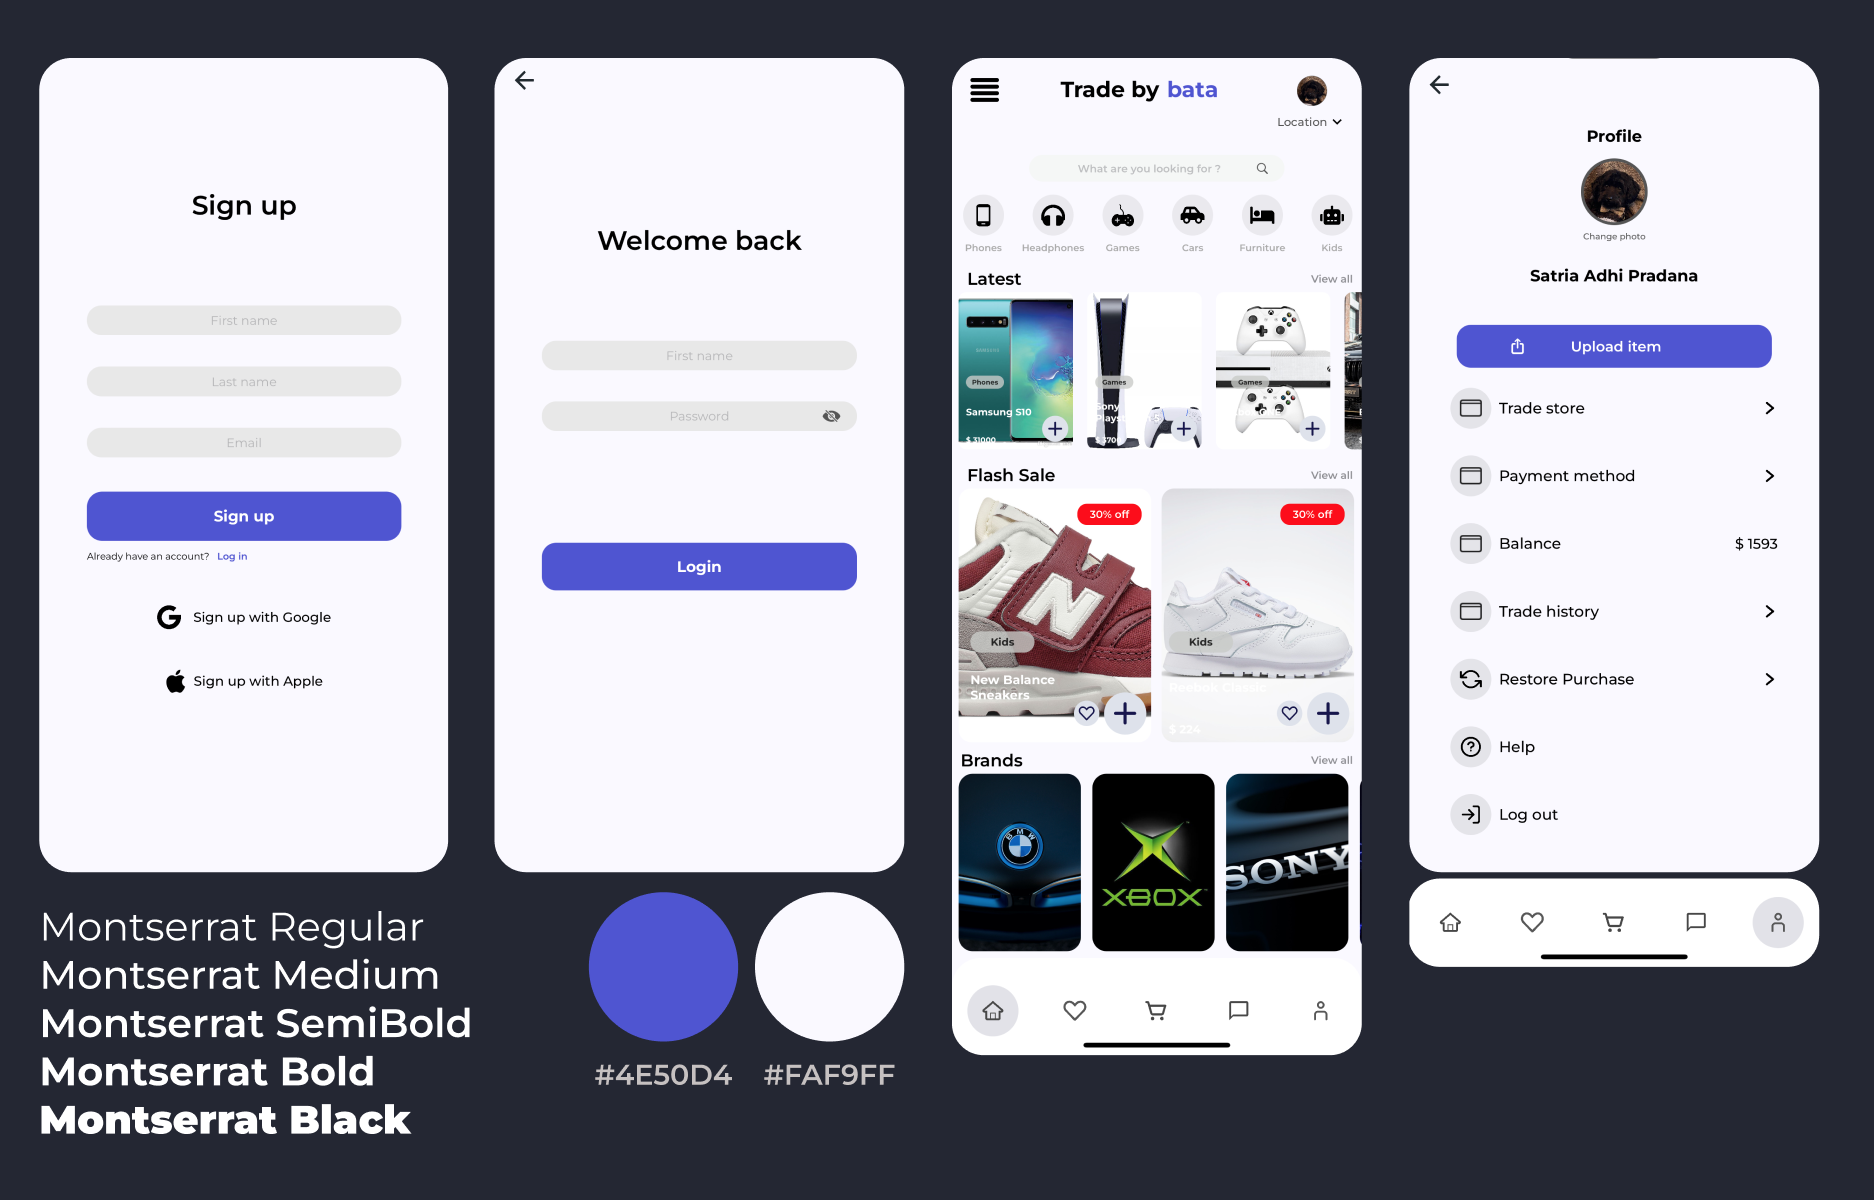 Sign up
First name
Last name
Email
Sign up
Already have an account? Log in
Sign up with Google
Sign up with Apple
Welcome back
First name
Password
Login
Trade by bata
Location
What are you looking for ?
Phones
Headphones
Games
Cars
Furniture
Kids
Latest
View all
Phones
Samsung S10
$ 31000
Games
Sony
Games
Flash Sale
View all
30% off
N
Kids
New Balance
Sneakers
30% off
Kids
Reebok Classic
$ 224
Brands
View all
BMW
XBOX
SONY
Profile
Change photo
Satria Adhi Pradana
Upload item
Trade store
Payment method
Balance
$ 1593
Trade history
Restore Purchase
Help
Log out
Montserrat Regular
Montserrat Medium
Montserrat SemiBold
Montserrat Bold
Montserrat Black
#4E50D4
#FAF9FF